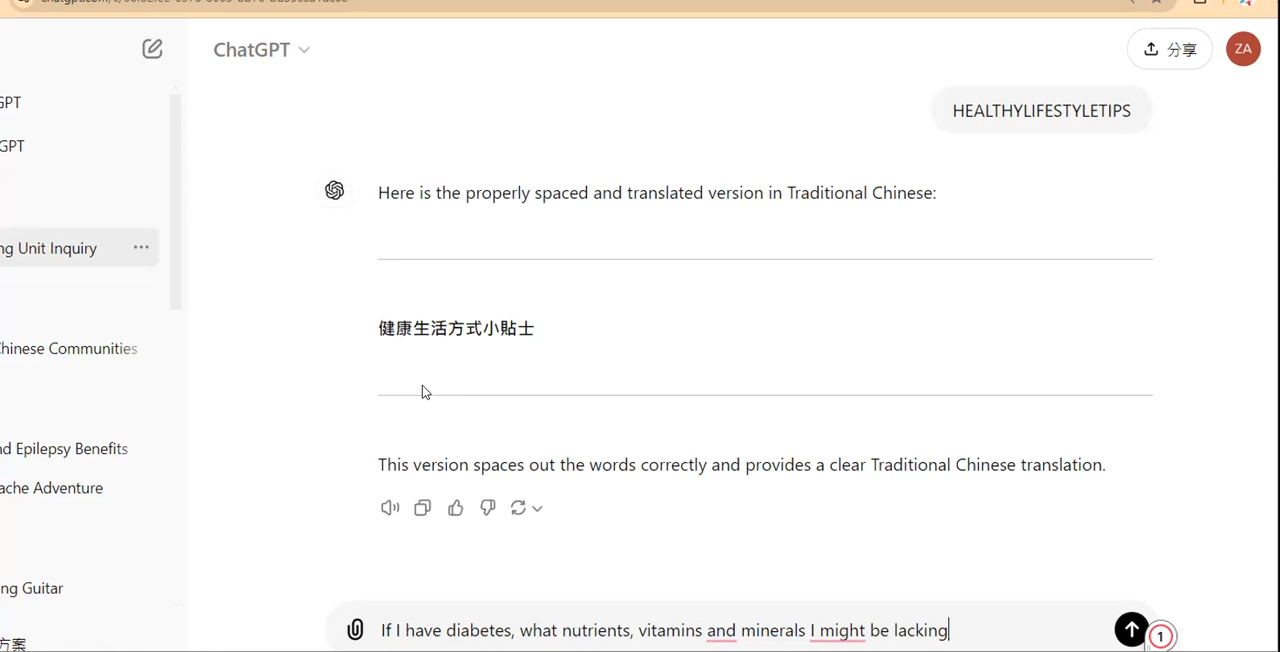 ChatGPT
分享
ZA
GPT
GPT
ng Unit Inquiry
Chinese Communities
nd Epilepsy Benefits
ache Adventure
ng Guitar
方案
HEALTHYLIFESTYLETIPS
Here is the properly spaced and translated version in Traditional Chinese:
健康生活方式小貼士
This version spaces out the words correctly and provides a clear Traditional Chinese translation.
If I have diabetes, what nutrients, vitamins and minerals I might be lacking
1